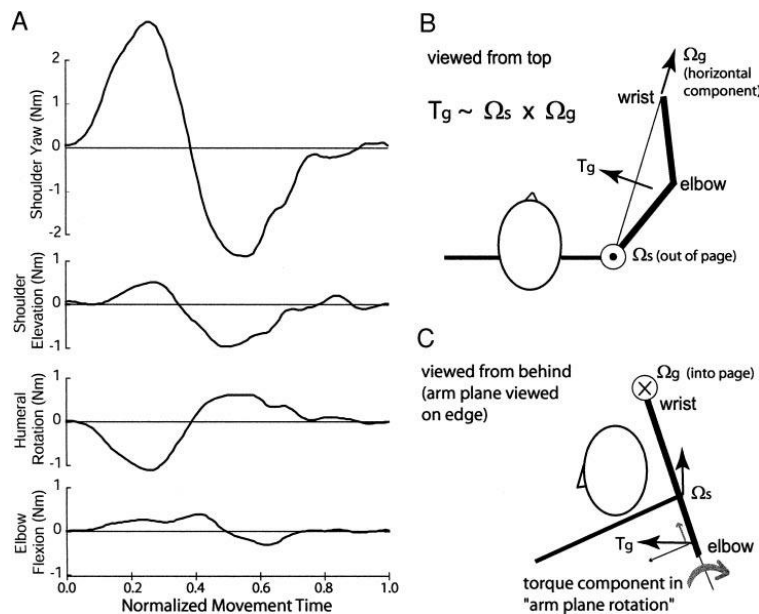 A
Shoulder Yaw (Nm)
2
1
0
-1
-2
Shoulder
Elevation (Nm)
1
0
-1
Humeral
Rotation (Nm)
1
0
-1
Elbow
Flexion (Nm)
1
0
-1
0.0 0.2 0.4 0.6 0.8 1.0
Normalized Movement Time
B
viewed from top
Tg ~ Ωs x Ωg
Ωg
(horizontal
component)
wrist
Tg
elbow
Ωs (out of page)
C
viewed from behind
(arm plane viewed
on edge)
Ωg (into page)
wrist
Ωs
Tg
elbow
torque component in
"arm plane rotation"